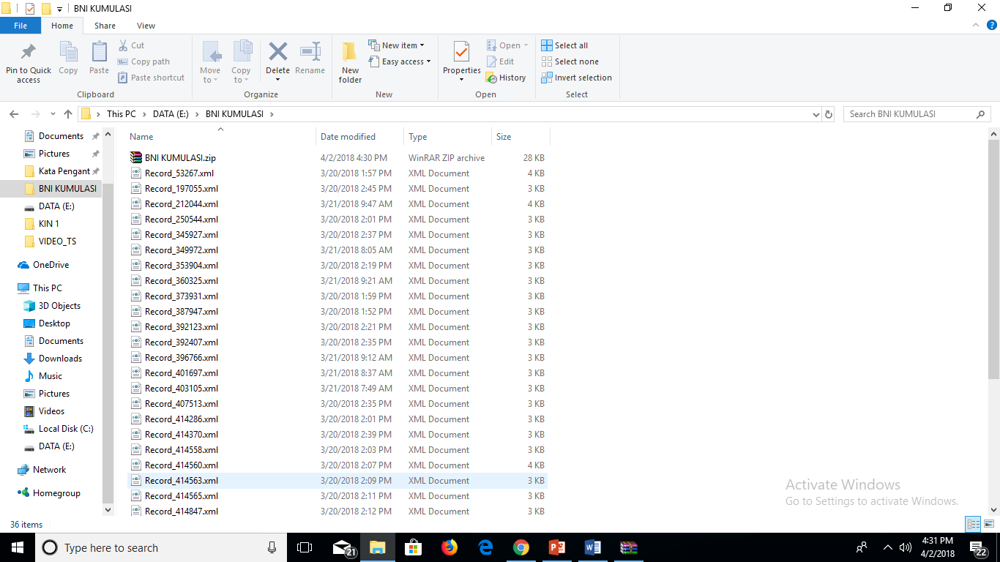 BNI KUMULASI
File Home Share View
Pin to Quick access
Copy
Paste
Cut
Copy path
Paste shortcut
Clipboard
Move to
Copy to
Delete
Rename
Organize
New folder
New item
Easy access
New
Properties
Open
Edit
History
Open
Select all
Select none
Invert selection
Select
This PC DATA (E:) BNI KUMULASI
Search BNI KUMULASI
Documents
Pictures
Kata Pengant
BNI KUMULASI
DATA (E:)
KIN 1
VIDEO_TS
OneDrive
This PC
3D Objects
Desktop
Documents
Downloads
Music
Pictures
Videos
Local Disk (C:)
DATA (E:)
Network
Homegroup
Name Date modified Type Size
BNI KUMULASI.zip 4/2/2018 4:30 PM WinRAR ZIP archive 28 KB
Record_53267.xml 3/20/2018 1:57 PM XML Document 4 KB
Record_197055.xml 3/20/2018 2:45 PM XML Document 3 KB
Record_212044.xml 3/21/2018 9:47 AM XML Document 4 KB
Record_250544.xml 3/20/2018 2:01 PM XML Document 3 KB
Record_345927.xml 3/20/2018 2:37 PM XML Document 3 KB
Record_349972.xml 3/21/2018 8:05 AM XML Document 3 KB
Record_353904.xml 3/20/2018 2:19 PM XML Document 3 KB
Record_360325.xml 3/21/2018 9:21 AM XML Document 3 KB
Record_373931.xml 3/20/2018 1:59 PM XML Document 3 KB
Record_387947.xml 3/20/2018 1:52 PM XML Document 3 KB
Record_392123.xml 3/20/2018 2:21 PM XML Document 3 KB
Record_392407.xml 3/20/2018 2:35 PM XML Document 3 KB
Record_396766.xml 3/21/2018 9:12 AM XML Document 3 KB
Record_401697.xml 3/21/2018 8:37 AM XML Document 3 KB
Record_403105.xml 3/21/2018 7:49 AM XML Document 3 KB
Record_407513.xml 3/20/2018 2:35 PM XML Document 3 KB
Record_414286.xml 3/20/2018 2:01 PM XML Document 3 KB
Record_414370.xml 3/20/2018 2:39 PM XML Document 3 KB
Record_414558.xml 3/20/2018 2:03 PM XML Document 3 KB
Record_414560.xml 3/20/2018 2:07 PM XML Document 4 KB
Record_414563.xml 3/20/2018 2:09 PM XML Document 3 KB
Record_414565.xml 3/20/2018 2:11 PM XML Document 3 KB
Record_414847.xml 3/20/2018 2:12 PM XML Document 3 KB
Activate Windows
Go to Settings to activate Windows.
36 items
Type here to search
21
4:31 PM
4/2/2018
22